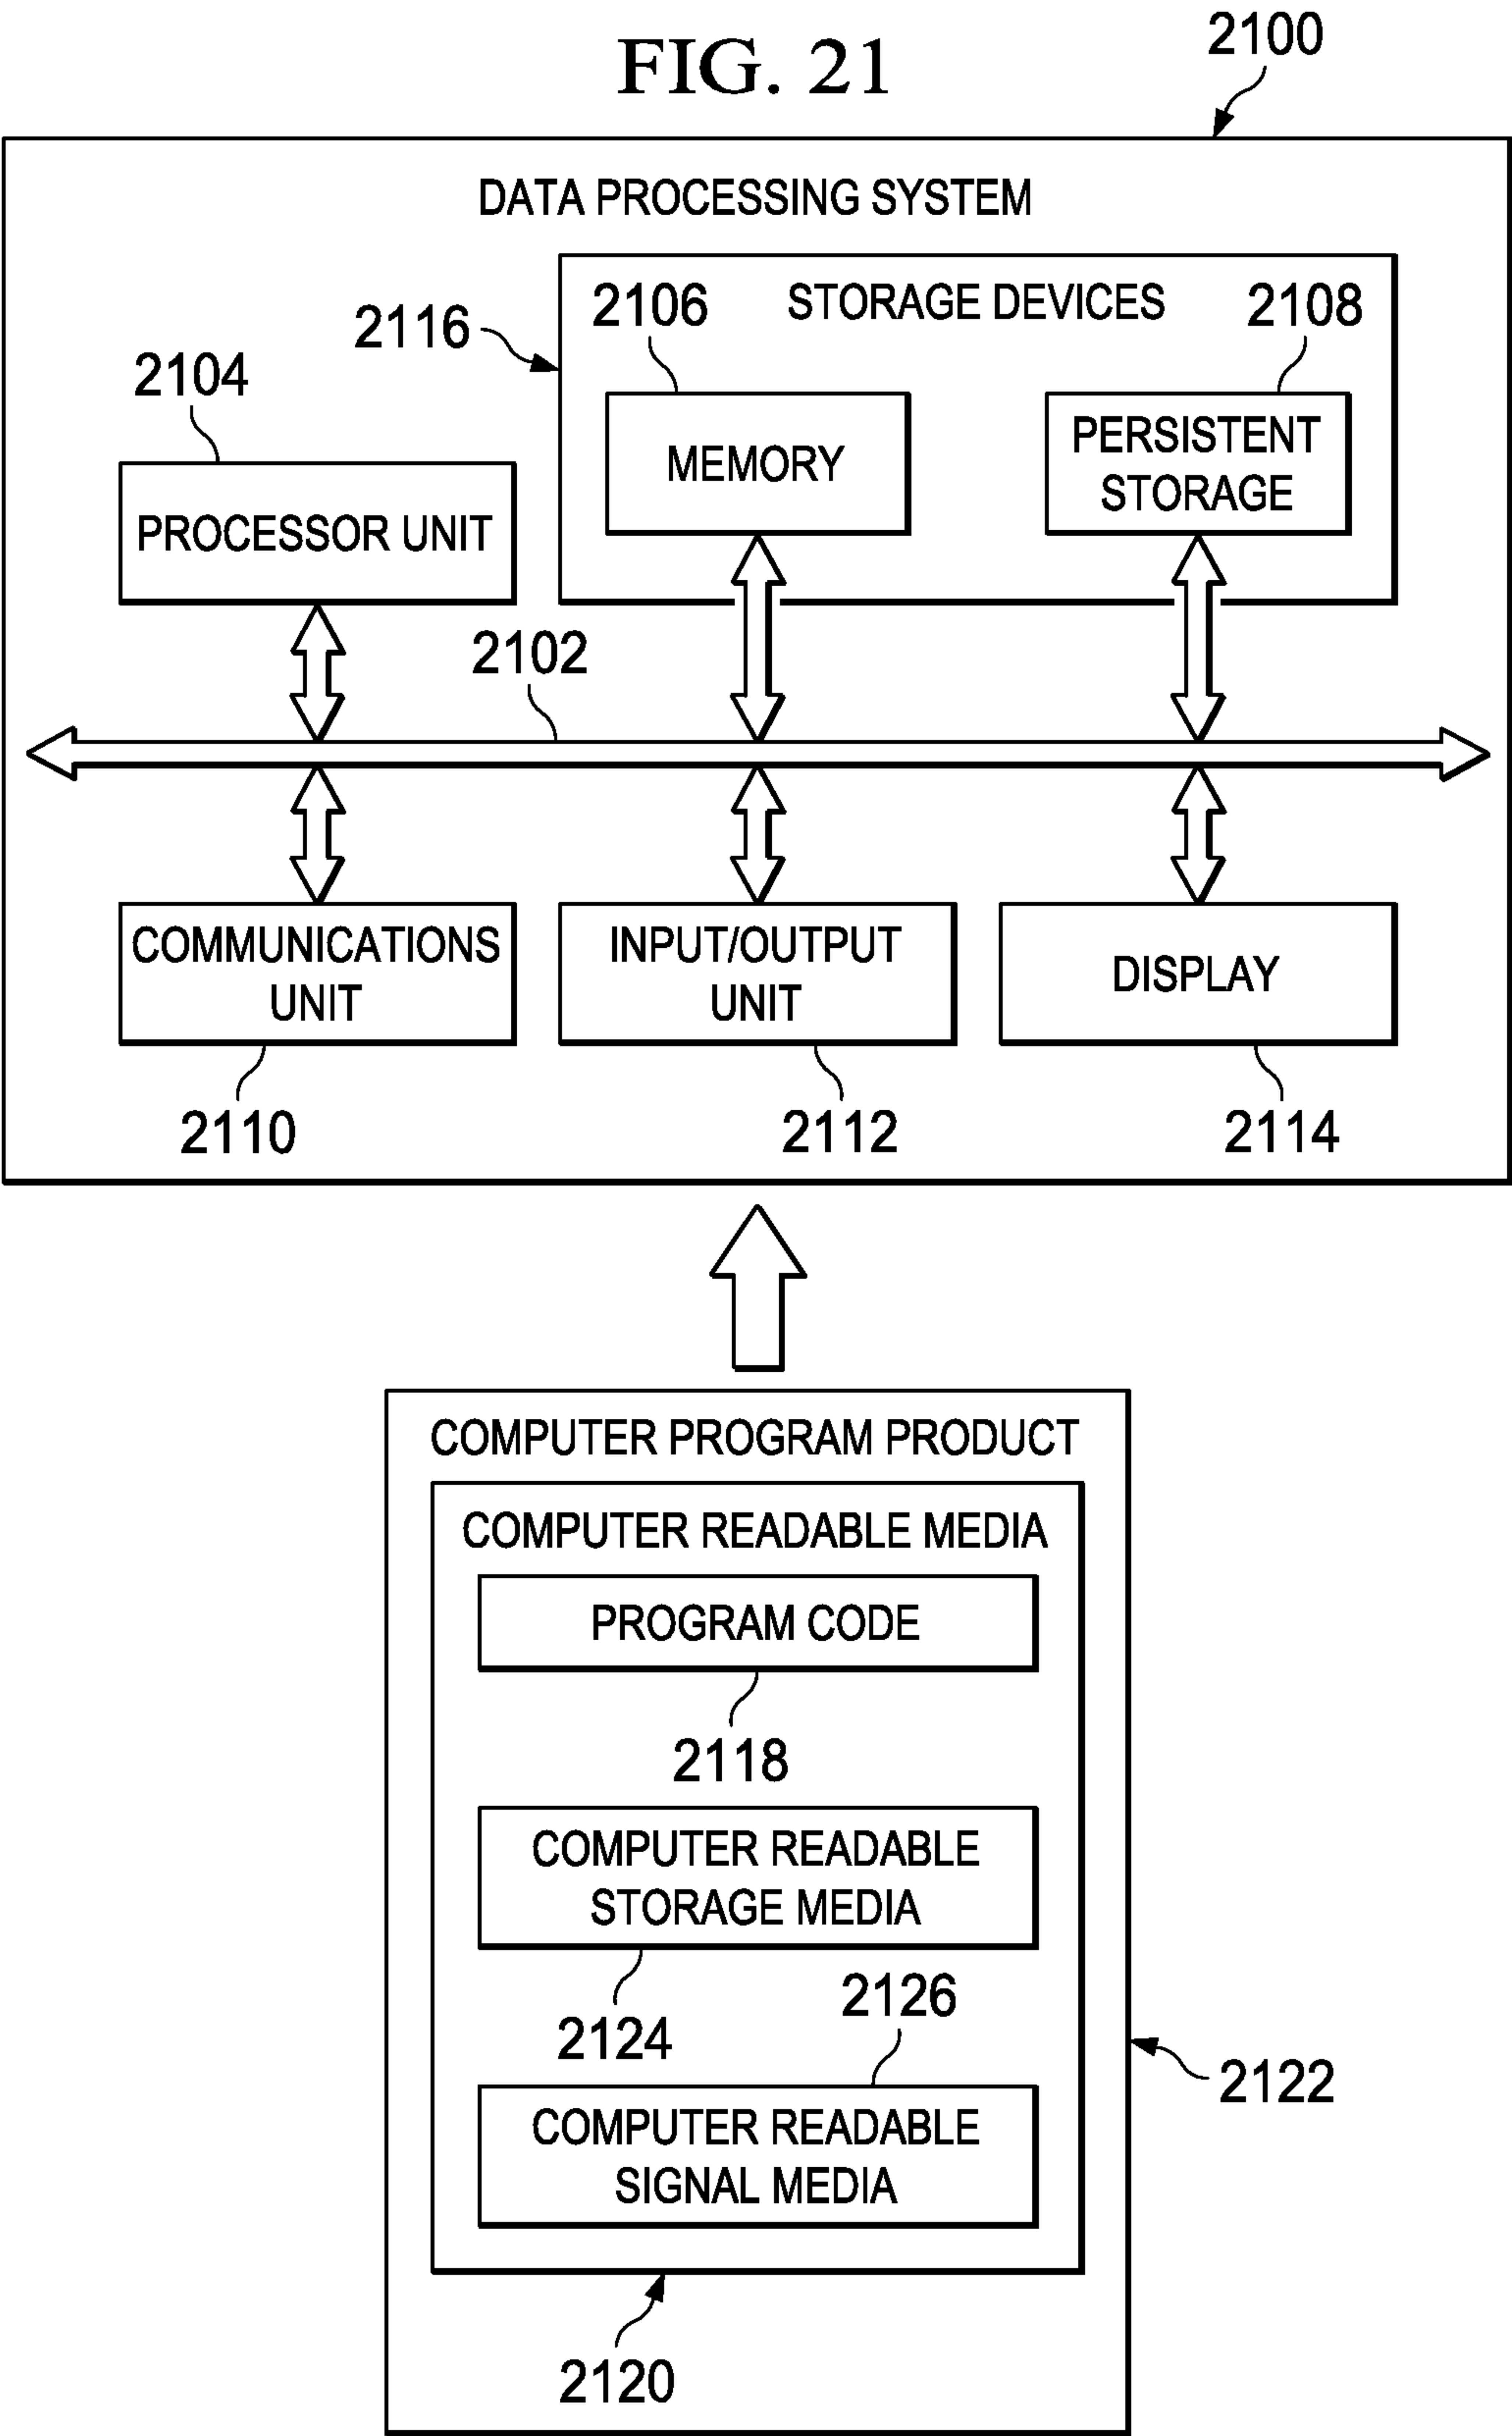 FIG. 21
2100
DATA PROCESSING SYSTEM
2116
2106
STORAGE DEVICES
2108
2104
MEMORY
PERSISTENT
STORAGE
PROCESSOR UNIT
2102
COMMUNICATIONS
UNIT
INPUT/OUTPUT
UNIT
DISPLAY
2110
2112
2114
COMPUTER PROGRAM PRODUCT
COMPUTER READABLE MEDIA
PROGRAM CODE
2118
COMPUTER READABLE
STORAGE MEDIA
2124
2126
2122
COMPUTER READABLE
SIGNAL MEDIA
2120